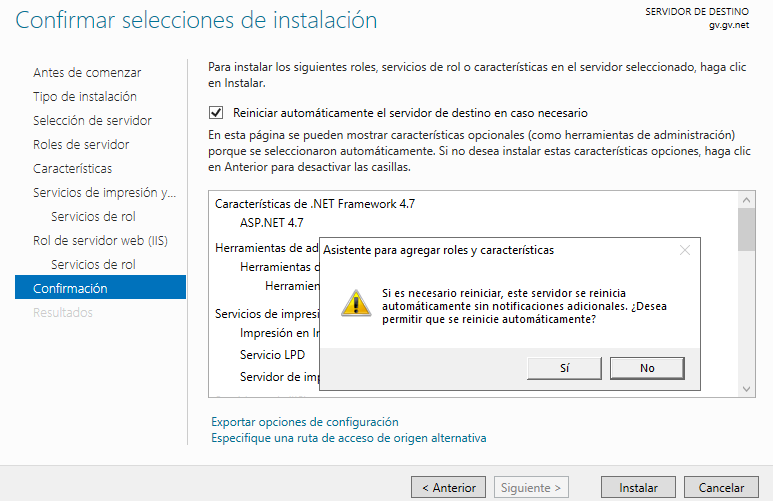 Confirmar selecciones de instalación
SERVIDOR DE DESTINO
gv.gv.net
Antes de comenzar
Tipo de instalación
Selección de servidor
Roles de servidor
Características
Servicios de impresión y...
Servicios de rol
Rol de servidor web (IIS)
Servicios de rol
Confirmación
Resultados
Para instalar los siguientes roles, servicios de rol o características en el servidor seleccionado, haga clic
en Instalar.
Reiniciar automáticamente el servidor de destino en caso necesario
En esta página se pueden mostrar características opcionales (como herramientas de administración)
porque se seleccionaron automáticamente. Si no desea instalar estas características opciones, haga clic
en Anterior para desactivar las casillas.
Características de .NET Framework 4.7
ASP.NET 4.7
Herramientas de ad
Herramientas d
Herramien
Servicios de impresi
Impresión en In
Servicio LPD
Servidor de imp
Asistente para agregar roles y características
Si es necesario reiniciar, este servidor se reinicia
automáticamente sin notificaciones adicionales. ¿Desea
permitir que se reinicie automáticamente?
Sí
No
Exportar opciones de configuración
Especifique una ruta de acceso de origen alternativa
< Anterior
Siguiente >
Instalar
Cancelar